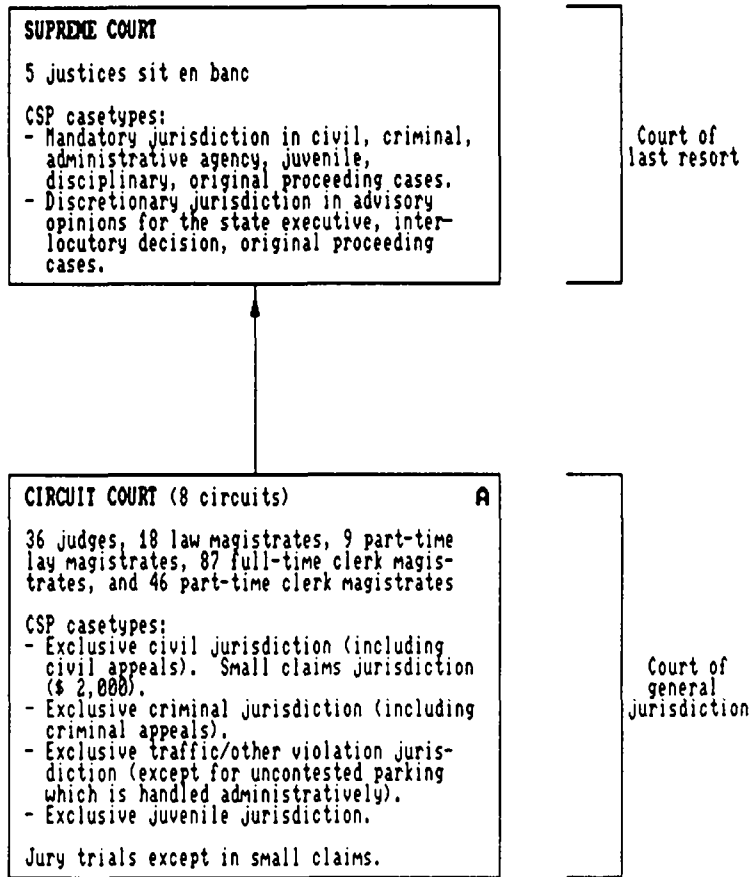 SUPREME COURT
5 justices sit en banc
CSP casetypes:
- Mandatory jurisdiction in civil, criminal,
administrative agency, juvenile,
disciplinary, original proceeding cases.
- Discretionary jurisdiction in advisory
opinions for the state executive, inter-
locutory decision, original proceeding
cases.
Court of
last resort
CIRCUIT COURT (8 circuits) A
36 judges, 18 law magistrates, 9 part-time
lay magistrates, 87 full-time clerk magis-
trates, and 46 part-time clerk magistrates
CSP casetypes:
- Exclusive civil jurisdiction (including
civil appeals). Small claims jurisdiction
($ 2,000).
- Exclusive criminal jurisdiction (including
criminal appeals).
- Exclusive traffic/other violation juris-
diction (except for uncontested parking
which is handled administratively).
- Exclusive juvenile jurisdiction.
Jury trials except in small claims.
Court of
general
jurisdiction